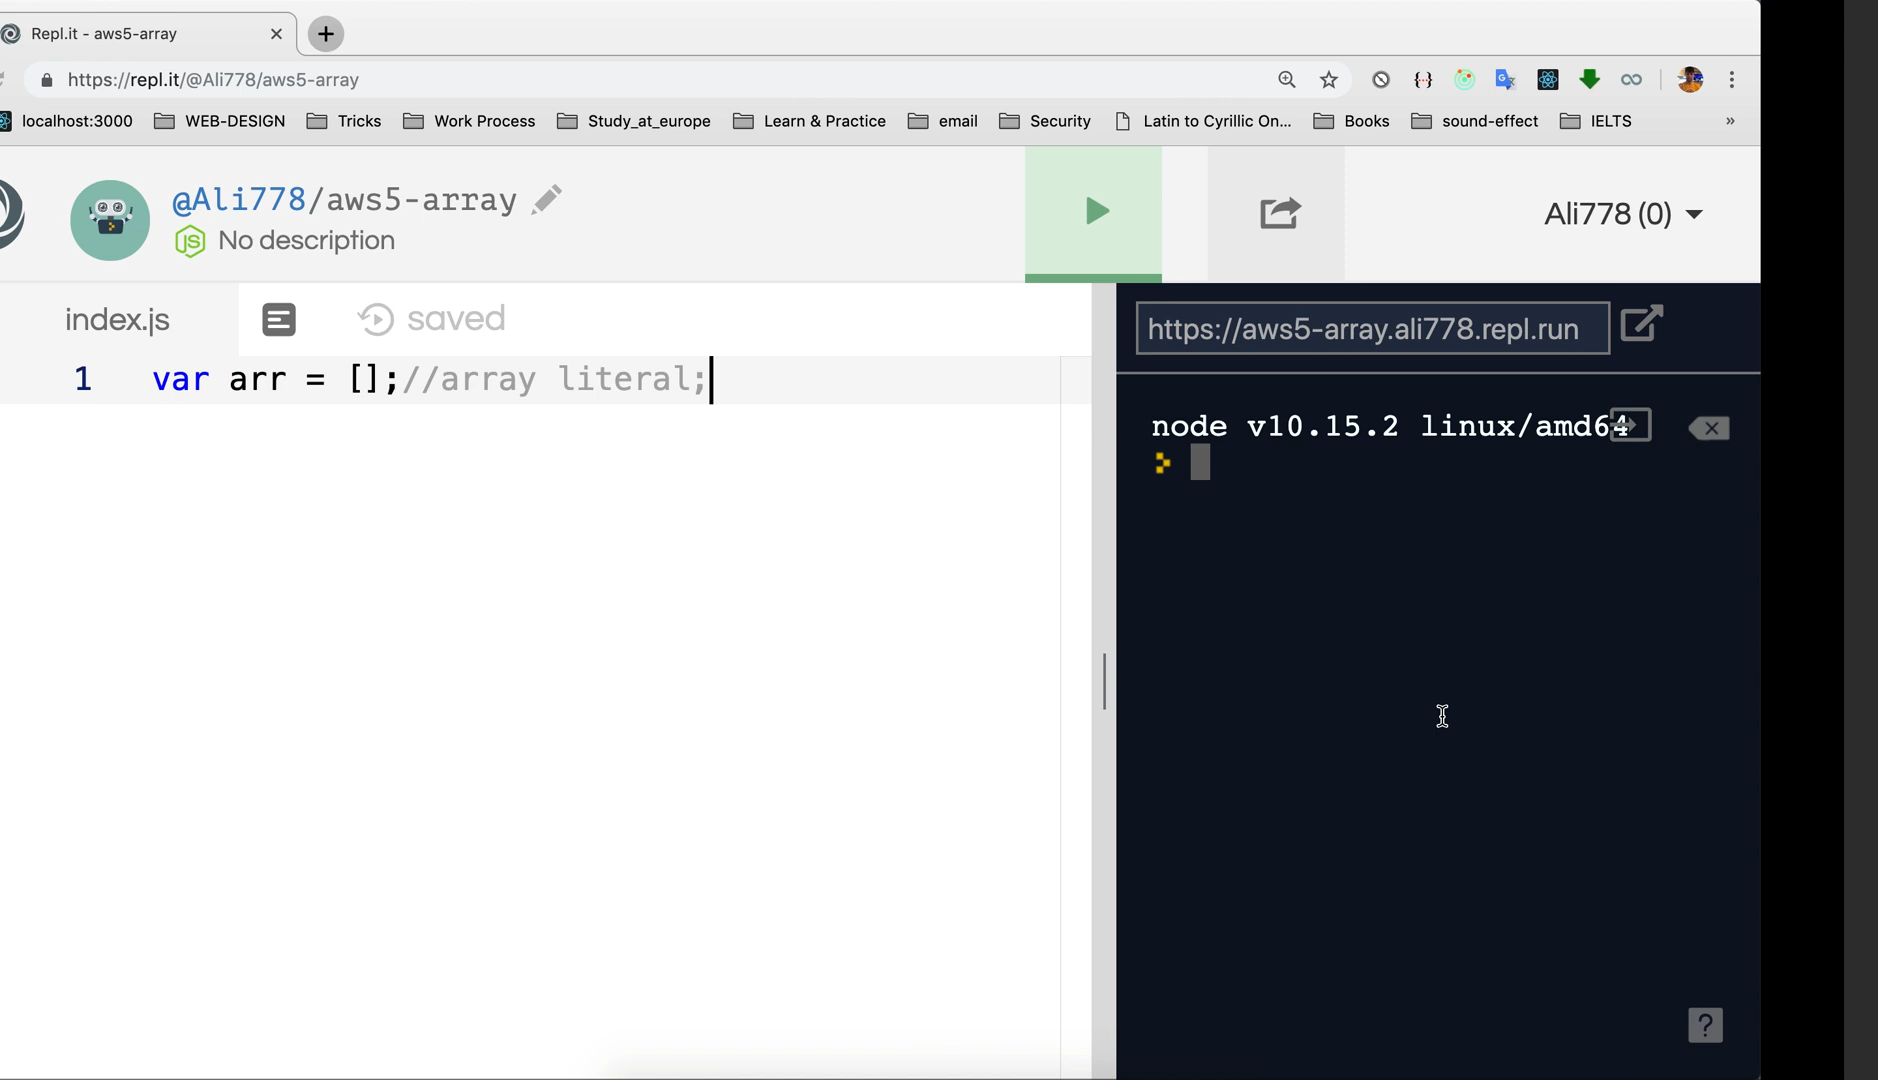 Repl.it - aws5-array
https://repl.it/@Ali778/aws5-array
localhost:3000 WEB-DESIGN Tricks Work Process Study_at_europe Learn & Practice email Security Latin to Cyrillic On... Books sound-effect IELTS »
@Ali778/aws5-array
No description
Ali778 (0)
index.js
saved
https://aws5-array.ali778.repl.run
1 var arr = [];//array literal;
node v10.15.2 linux/amd64
?